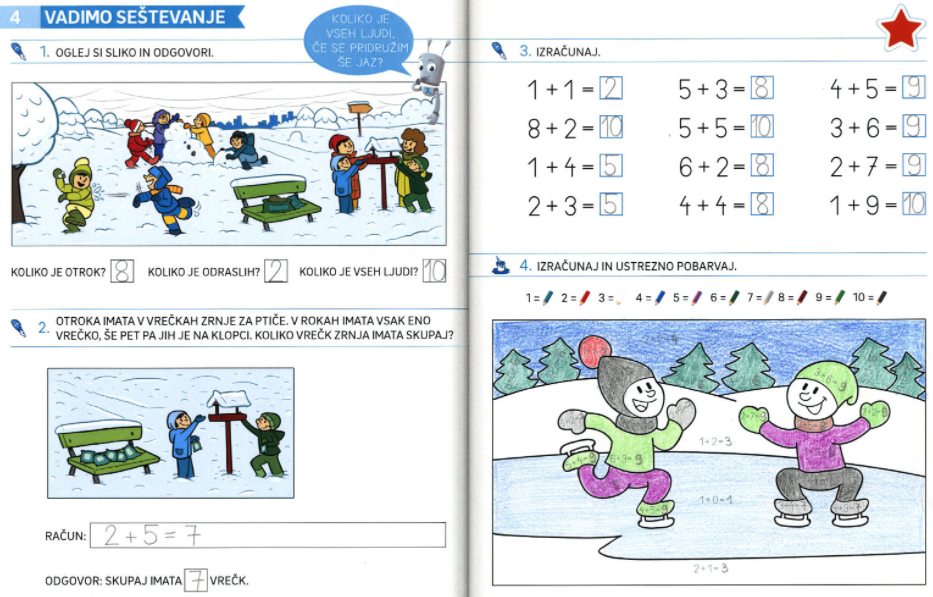 4 VADIMO SEŠTEVANJE
1. OGLEJ SI SLIKO IN ODGOVORI.
KOLIKO JE
VSEH LJUDI,
ČE SE PRIDRUŽIM
ŠE JAZ?
KOLIKO JE OTROK? 8 KOLIKO JE ODRASLIH? 2 KOLIKO JE VSEH LJUDI? 10
2. OTROKA IMATA V VREČKAH ZRNJE ZA PTIČE. V ROKAH IMATA VSAK ENO
VREČKO, ŠE PET PA JIH JE NA KLOPCI. KOLIKO VREČK ZRNJA IMATA SKUPAJ?
RAČUN: 2 + 5 = 7
ODGOVOR: SKUPAJ IMATA 7 VREČK.
3. IZRAČUNAJ.
1 + 1 = 2 5 + 3 = 8 4 + 5 = 9
8 + 2 = 10 5 + 5 = 10 3 + 6 = 9
1 + 4 = 5 6 + 2 = 8 2 + 7 = 9
2 + 3 = 5 4 + 4 = 8 1 + 9 = 10
4. IZRAČUNAJ IN USTREZNO POBARVAJ.
1 = 2 = 3 = 4 = 5 = 6 = 7 = 8 = 9 = 10 =
3+6=9
1+2=3
1+0=1
2+1=3